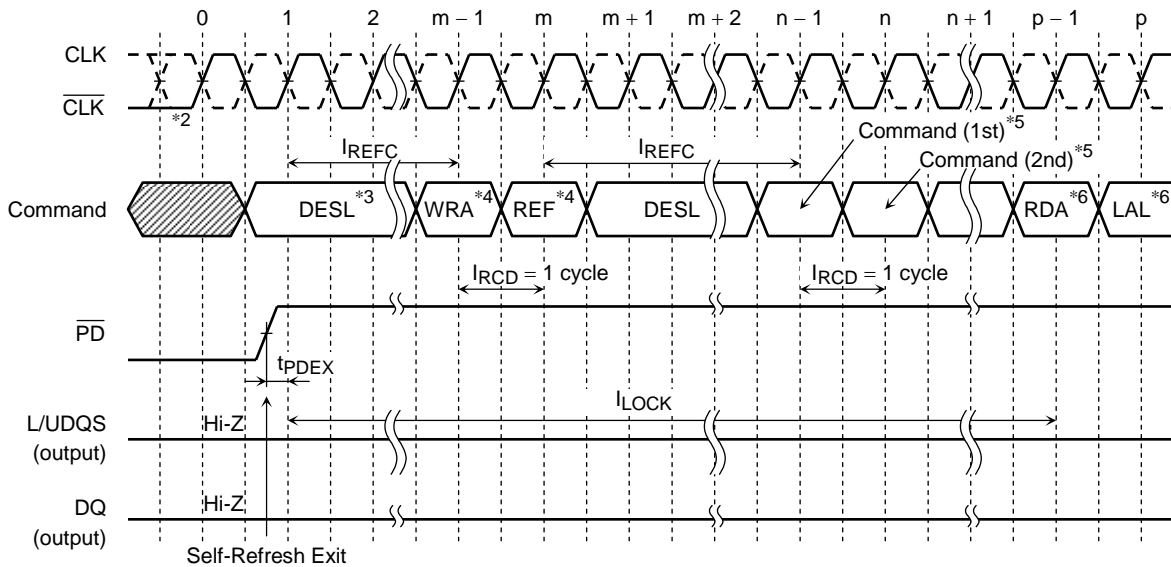 0 1 2 m − 1 m m + 1 m + 2 n − 1 n n + 1 p − 1 p
CLK
CLK
*2
Command (1st)*5
IREFC IREFC
Command (2nd)*5
Command DESL*3 WRA*4 REF*4 DESL RDA*6 LAL*6
IRCD = 1 cycle IRCD = 1 cycle
PD
tPDEX
ILOCK
L/UDQS
(output)
Hi-Z
DQ
(output)
Hi-Z
Self-Refresh Exit